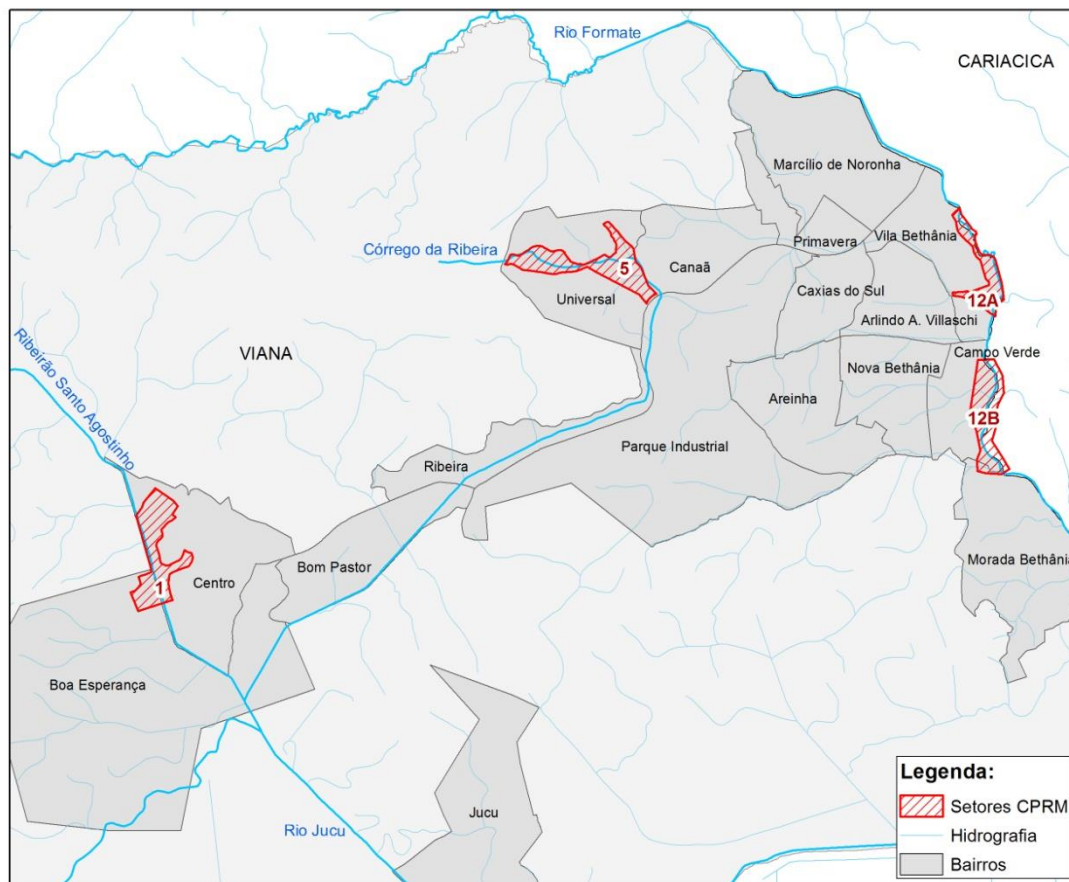 Rio Formate
CARIACICA
Marcílio de Noronha
Córrego da Ribeira
Primavera
Vila Bethânia
Canaã
5
Universal
Caxias do Sul
12A
Arlindo A. Villaschi
VIANA
Campo Verde
Nova Bethânia
Ribeirão Santo Agostinho
Areinha
12B
Parque Industrial
Ribeira
Bom Pastor
Morada Bethânia
Centro
1
Boa Esperança
Rio Jucu
Jucu
Legenda:
Setores CPRM
Hidrografia
Bairros